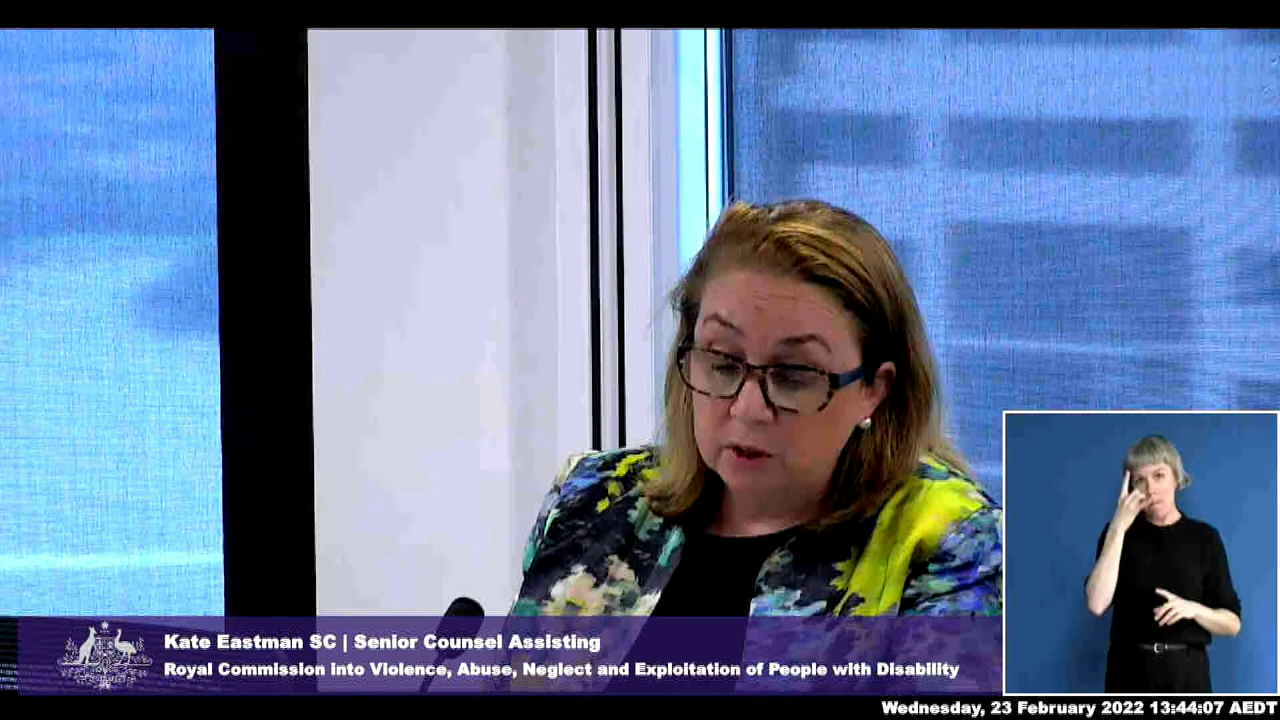 Kate Eastman SC | Senior Counsel Assisting
Royal Commission into Violence, Abuse, Neglect and Exploitation of People with Disability
Wednesday, 23 February 2022 13:44:07 AEDT